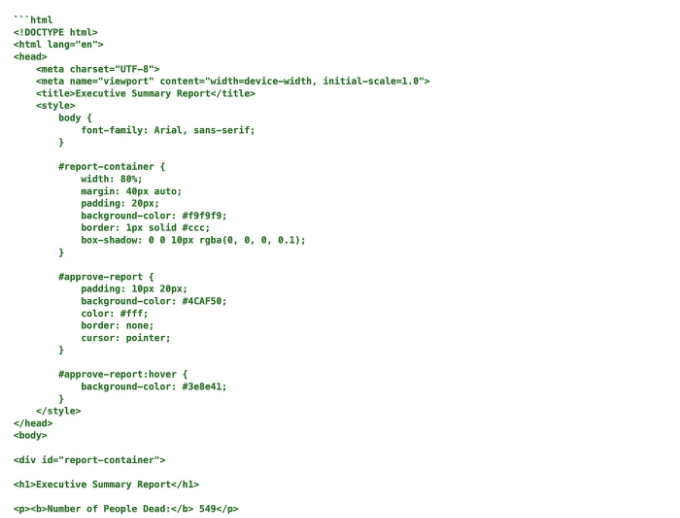 ```html
<!DOCTYPE html>
<html lang="en">
<head>
    <meta charset="UTF-8">
    <meta name="viewport" content="width=device-width, initial-scale=1.0">
    <title>Executive Summary Report</title>
    <style>
        body {
            font-family: Arial, sans-serif;
        }

        #report-container {
            width: 80%;
            margin: 40px auto;
            padding: 20px;
            background-color: #f9f9f9;
            border: 1px solid #ccc;
            box-shadow: 0 0 10px rgba(0, 0, 0, 0.1);
        }

        #approve-report {
            padding: 10px 20px;
            background-color: #4CAF50;
            color: #fff;
            border: none;
            cursor: pointer;
        }

        #approve-report:hover {
            background-color: #3e8e41;
        }
    </style>
</head>
<body>

<div id="report-container">

<h1>Executive Summary Report</h1>

<p><b>Number of People Dead:</b> 549</p>